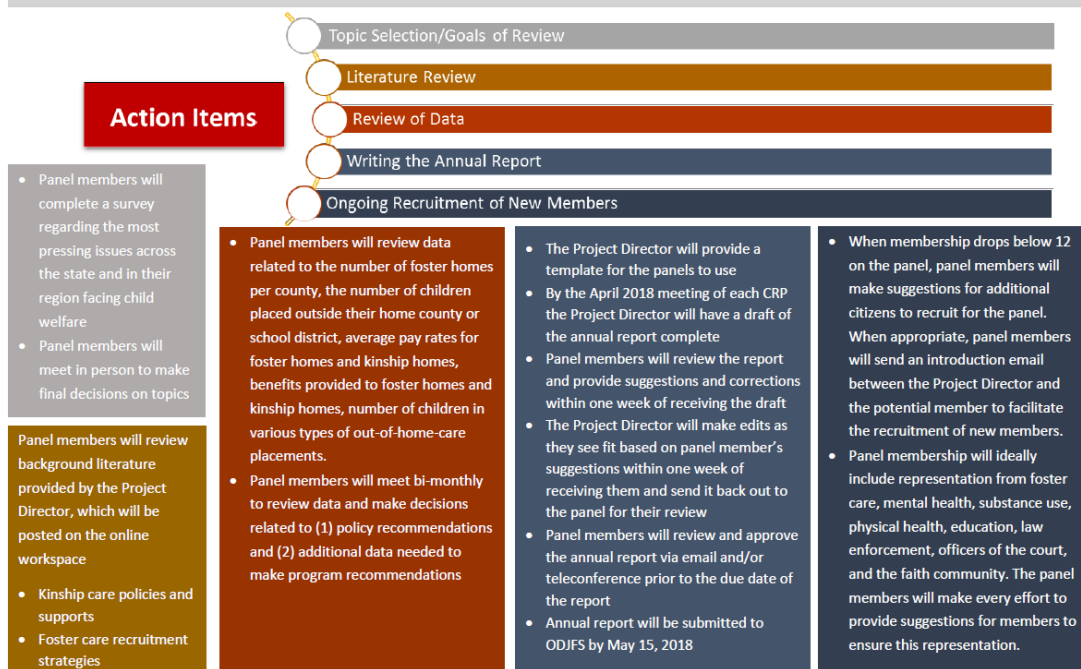 Topic Selection/Goals of Review
Literature Review
Review of Data
Writing the Annual Report
Ongoing Recruitment of New Members
Action Items
• Panel members will
complete a survey
regarding the most
pressing issues across
the state and in their
region facing child
welfare
• Panel members will
meet in person to make
final decisions on topics
Panel members will review
background literature
provided by the Project
Director, which will be
posted on the online
workspace
• Kinship care policies and
supports
• Foster care recruitment
strategies
• Panel members will review data
related to the number of foster homes
per county, the number of children
placed outside their home county or
school district, average pay rates for
foster homes and kinship homes,
benefits provided to foster homes and
kinship homes, number of children in
various types of out-of-home-care
placements.
• Panel members will meet bi-monthly
to review data and make decisions
related to (1) policy recommendations
and (2) additional data needed to
make program recommendations
• The Project Director will provide a
template for the panels to use
• By the April 2018 meeting of each CRP
the Project Director will have a draft of
the annual report complete
• Panel members will review the report
and provide suggestions and corrections
within one week of receiving the draft
• The Project Director will make edits as
they see fit based on panel member's
suggestions within one week of
receiving them and send it back out to
the panel for their review
• Panel members will review and approve
the annual report via email and/or
teleconference prior to the due date of
the report
• Annual report will be submitted to
ODJFS by May 15, 2018
• When membership drops below 12
on the panel, panel members will
make suggestions for additional
citizens to recruit for the panel.
When appropriate, panel members
will send an introduction email
between the Project Director and
the potential member to facilitate
the recruitment of new members.
• Panel membership will ideally
include representation from foster
care, mental health, substance use,
physical health, education, law
enforcement, officers of the court,
and the faith community. The panel
members will make every effort to
provide suggestions for members to
ensure this representation.